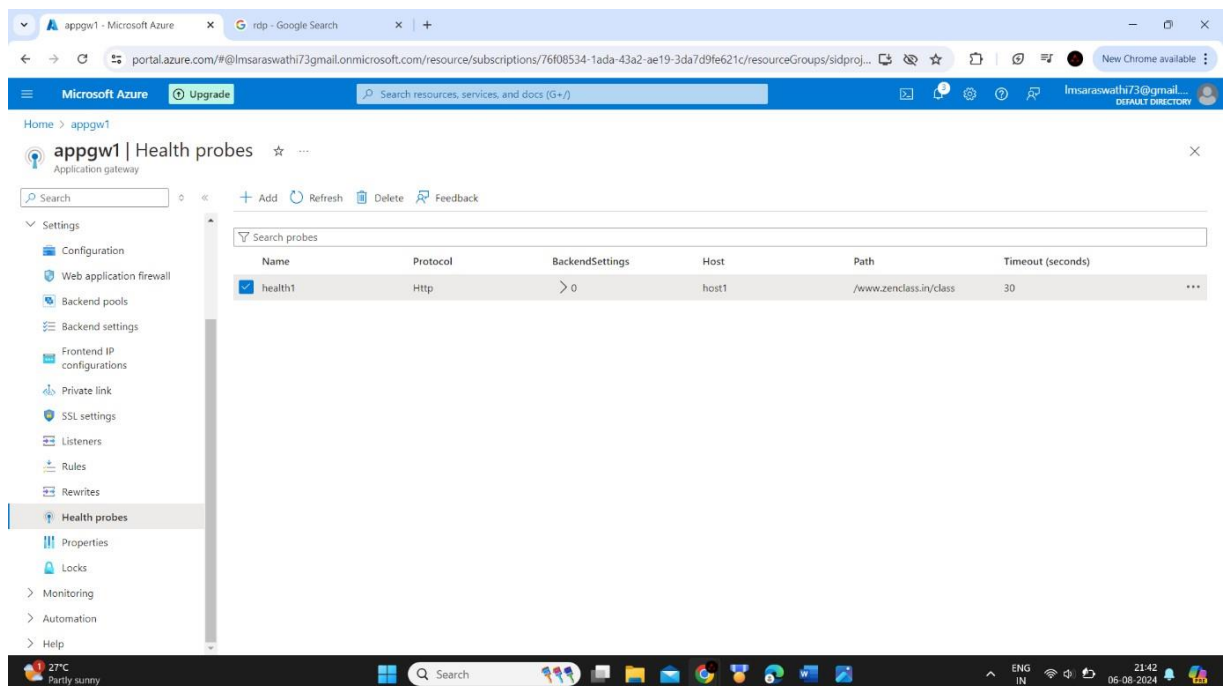 appgw1 - Microsoft Azure
rdp - Google Search
portal.azure.com/#@lmsaraswathi73gmail.onmicrosoft.com/resource/subscriptions/76f08534-1ada-43a2-ae19-3da7d9fe621c/resourceGroups/sidproj...
New Chrome available
Microsoft Azure
Upgrade
Search resources, services, and docs (G+/)
3
lmsaraswathi73@gmail....
DEFAULT DIRECTORY
Home > appgw1
appgw1 | Health probes
Application gateway
Search
Add Refresh Delete Feedback
Settings
Configuration
Web application firewall
Backend pools
Backend settings
Frontend IP
configurations
Private link
SSL settings
Listeners
Rules
Rewrites
Health probes
Properties
Locks
Monitoring
Automation
Help
Search probes
Name Protocol BackendSettings Host Path Timeout (seconds)
health1 Http > 0 host1 /www.zenclass.in/class 30
1
27°C
Partly sunny
Search
ENG
IN
21:42
06-08-2024